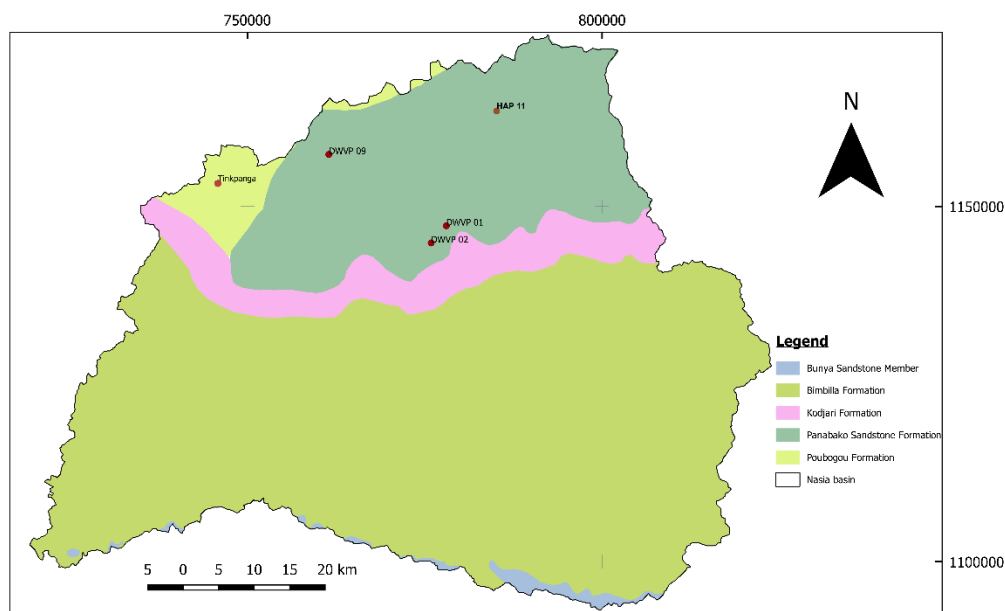 750000
800000
HAP 11
N
DWVP 09
Tinkpanga
1150000
DWVP 01
DWVP 02
Legend
Bunya Sandstone Member
Bimbilla Formation
Kodjari Formation
Panabako Sandstone Formation
Poubogou Formation
Nasia basin
1100000
5 0 5 10 15 20 km